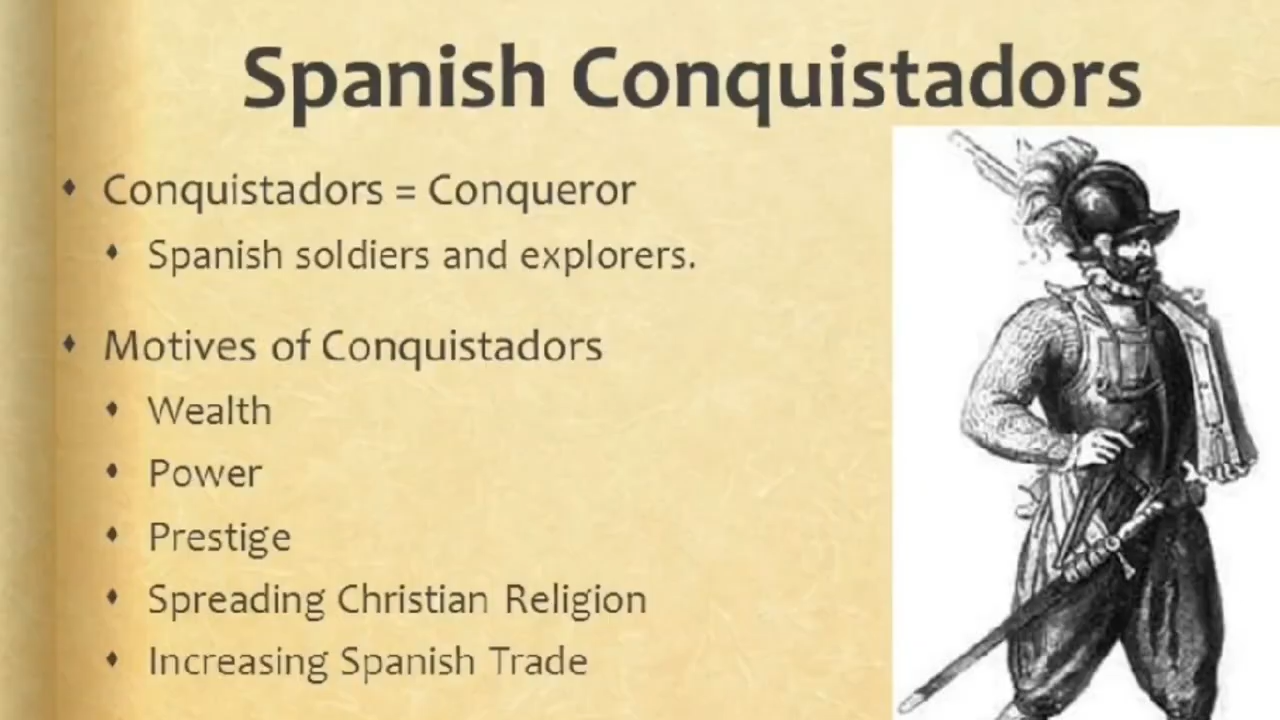 Spanish Conquistadors
Conquistadors = Conqueror
Spanish soldiers and explorers.
Motives of Conquistadors
Wealth
Power
Prestige
Spreading Christian Religion
Increasing Spanish Trade